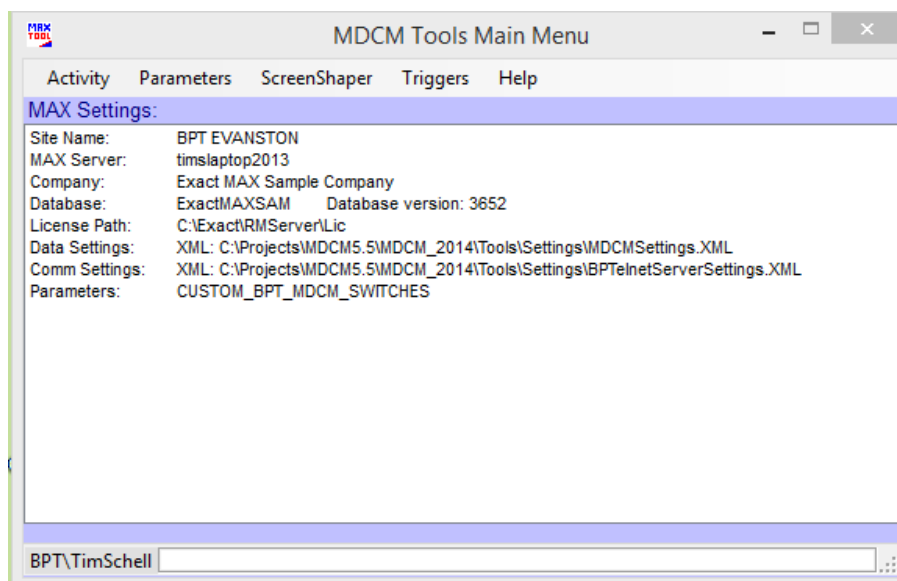 MAX TOOL
MDCM Tools Main Menu
Activity Parameters ScreenShaper Triggers Help
MAX Settings:
Site Name: BPT EVANSTON
MAX Server: timslaptop2013
Company: Exact MAX Sample Company
Database: ExactMAXSAM Database version: 3652
License Path: C:\Exact\RMServer\Lic
Data Settings: XML: C:\Projects\MDCM5.5\MDCM_2014\Tools\Settings\MDCMSettings.XML
Comm Settings: XML: C:\Projects\MDCM5.5\MDCM_2014\Tools\Settings\BPTelnetServerSettings.XML
Parameters: CUSTOM_BPT_MDCM_SWITCHES
BPT\TimSchell